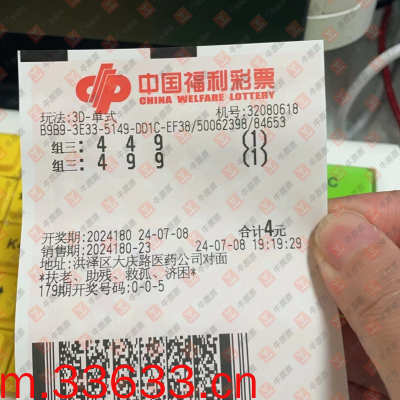 中国福利彩票
CHINA WELFARE LOTTERY
玩法:3D-单式 机号:32080618
B9B9-3E33-5149-DD1C-EF38/50062398/84653
组三: 4 4 9 (1)
组三: 4 9 9 (1)
开奖期:2024180 24-07-08 合计4元
销售期:2024180-23 24-07-08 19:19:29
地址:洪泽区大庆路医药公司对面
*扶老、助残、救孤、济困*
179期开奖号码:0-0-5
m.33633.cn